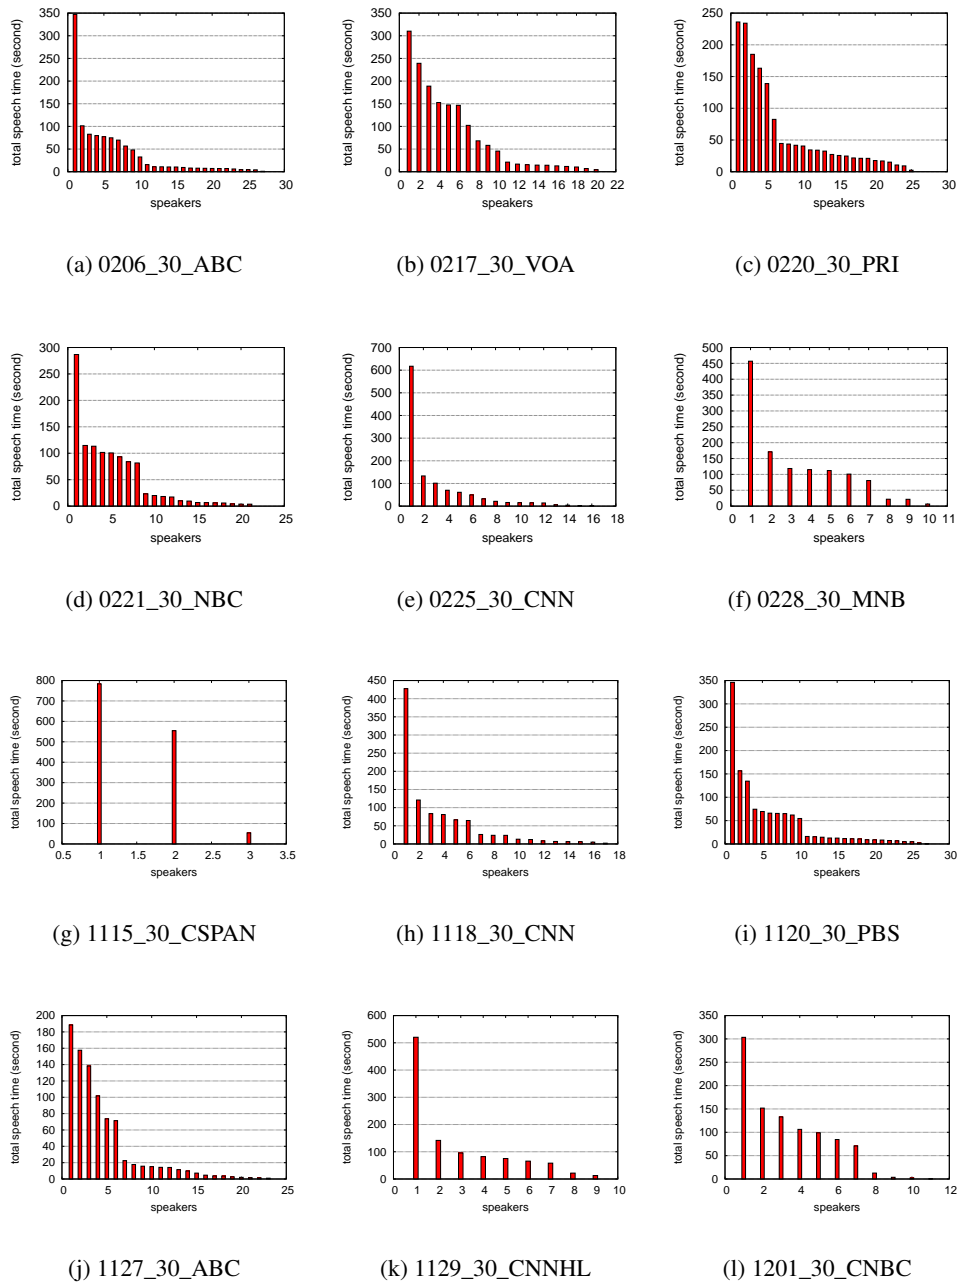 total speech time (second)
350
300
250
200
150
100
50
0
0 5 10 15 20 25 30
speakers
(a) 0206_30_ABC
total speech time (second)
350
300
250
200
150
100
50
0
0 2 4 6 8 10 12 14 16 18 20 22
speakers
(b) 0217_30_VOA
total speech time (second)
250
200
150
100
50
0
0 5 10 15 20 25 30
speakers
(c) 0220_30_PRI
total speech time (second)
300
250
200
150
100
50
0
0 5 10 15 20 25
speakers
(d) 0221_30_NBC
total speech time (second)
700
600
500
400
300
200
100
0
0 2 4 6 8 10 12 14 16 18
speakers
(e) 0225_30_CNN
total speech time (second)
500
450
400
350
300
250
200
150
100
50
0
0 1 2 3 4 5 6 7 8 9 10 11
speakers
(f) 0228_30_MNB
total speech time (second)
800
700
600
500
400
300
200
100
0
0.5 1 1.5 2 2.5 3 3.5
speakers
(g) 1115_30_CSPAN
total speech time (second)
450
400
350
300
250
200
150
100
50
0
0 2 4 6 8 10 12 14 16 18
speakers
(h) 1118_30_CNN
total speech time (second)
350
300
250
200
150
100
50
0
0 5 10 15 20 25 30
speakers
(i) 1120_30_PBS
total speech time (second)
200
180
160
140
120
100
80
60
40
20
0
0 5 10 15 20 25
speakers
(j) 1127_30_ABC
total speech time (second)
600
500
400
300
200
100
0
0 1 2 3 4 5 6 7 8 9 10
speakers
(k) 1129_30_CNNHL
total speech time (second)
350
300
250
200
150
100
50
0
0 2 4 6 8 10 12
speakers
(l) 1201_30_CNBC